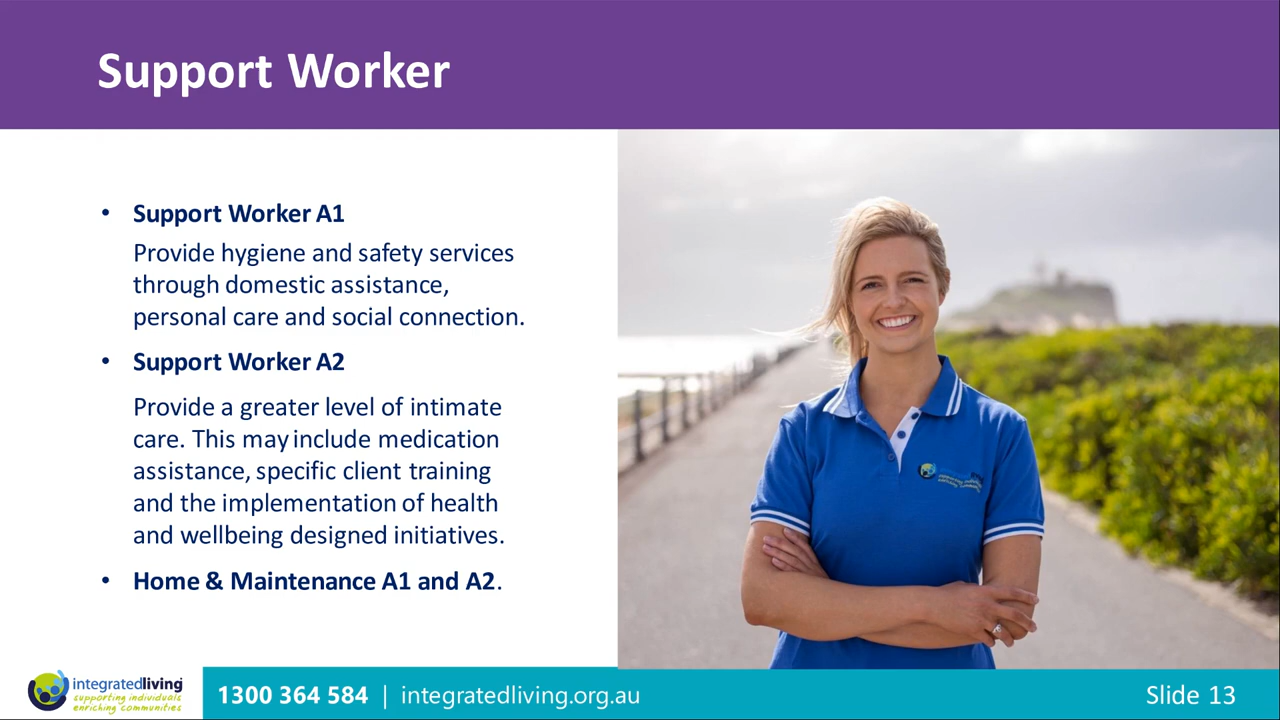 Support Worker
• Support Worker A1
Provide hygiene and safety services
through domestic assistance,
personal care and social connection.
• Support Worker A2
Provide a greater level of intimate
care. This may include medication
assistance, specific client training
and the implementation of health
and wellbeing designed initiatives.
• Home & Maintenance A1 and A2.
integratedliving
supporting individuals
enriching communities
1300 364 584 | integratedliving.org.au
Slide 13